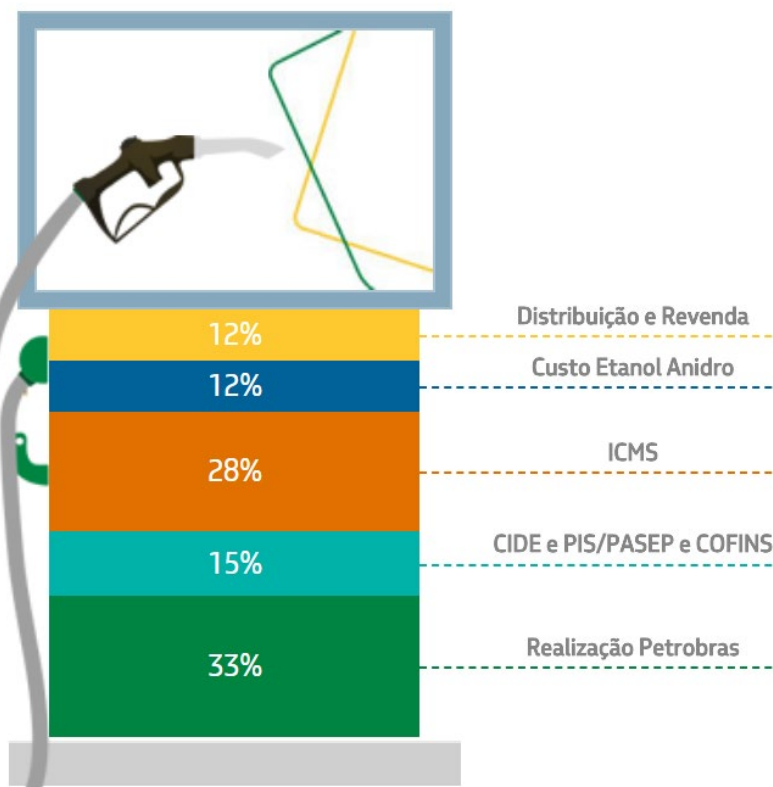 12% Distribuição e Revenda
12% Custo Etanol Anidro
28% ICMS
15% CIDE e PIS/PASEP e COFINS
33% Realização Petrobras